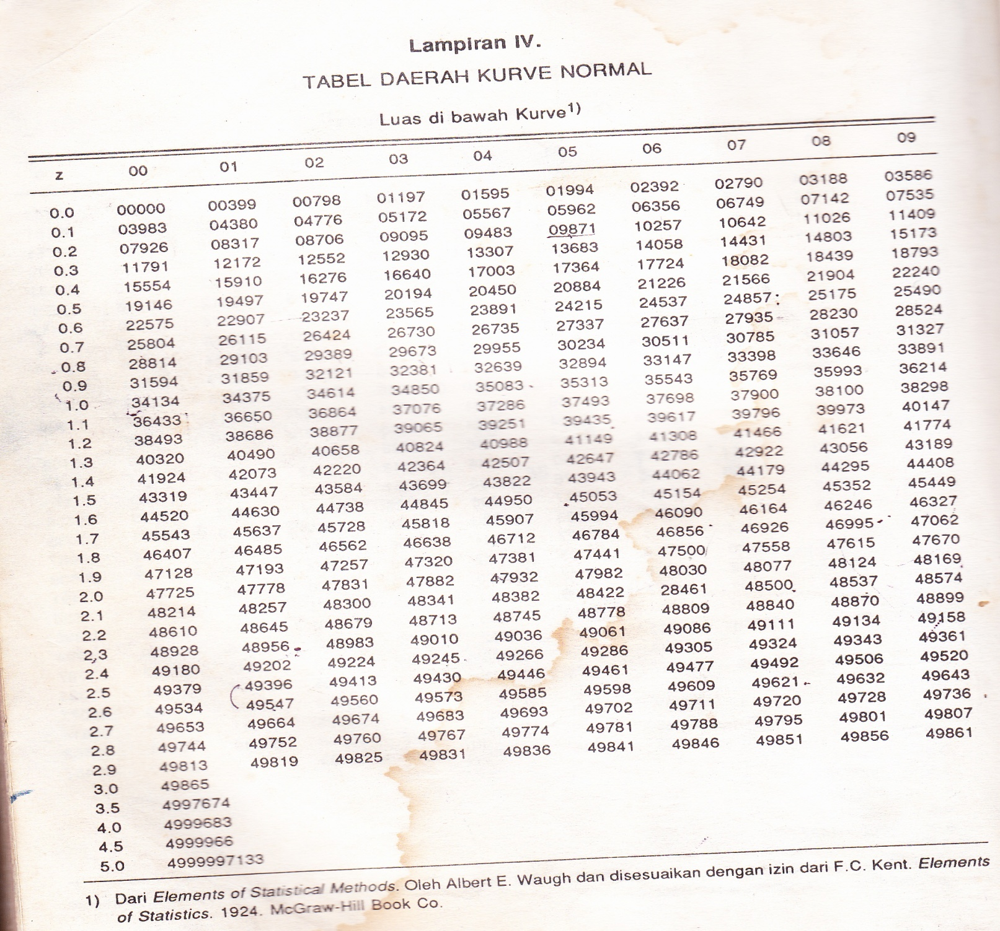 Lampiran IV.
TABEL DAERAH KURVE NORMAL
Luas di bawah Kurve1)
z 00 01 02 03 04 05 06 07 08 09
0.0 00000 00399 00798 01197 01595 01994 02392 02790 03188 03586
0.1 03983 04380 04776 05172 05567 05962 06356 06749 07142 07535
0.2 07926 08317 08706 09095 09483 09871 10257 10642 11026 11409
0.3 11791 12172 12552 12930 13307 13683 14058 14431 14803 15173
0.4 15554 15910 16276 16640 17003 17364 17724 18082 18439 18793
0.5 19146 19497 19747 20194 20450 20884 21226 21566 21904 22240
0.6 22575 22907 23237 23565 23891 24215 24537 24857 25175 25490
0.7 25804 26115 26424 26730 26735 27337 27637 27935 28230 28524
0.8 28814 29103 29389 29673 29955 30234 30511 30785 31057 31327
0.9 31594 31859 32121 32381 32639 32894 33147 33398 33646 33891
1.0 34134 34375 34614 34850 35083 35313 35543 35769 35993 36214
1.1 36433 36650 36864 37076 37286 37493 37698 37900 38100 38298
1.2 38493 38686 38877 39065 39251 39435 39617 39796 39973 40147
1.3 40320 40490 40658 40824 40988 41149 41308 41466 41621 41774
1.4 41924 42073 42220 42364 42507 42647 42786 42922 43056 43189
1.5 43319 43447 43584 43699 43822 43943 44062 44179 44295 44408
1.6 44520 44630 44738 44845 44950 45053 45154 45254 45352 45449
1.7 45543 45637 45728 45818 45907 45994 46090 46164 46246 46327
1.8 46407 46485 46562 46638 46712 46784 46856 46926 46995 47062
1.9 47128 47193 47257 47320 47381 47441 47500 47558 47615 47670
2.0 47725 47778 47831 47882 47932 47982 48030 48077 48124 48169
2.1 48214 48257 48300 48341 48382 48422 28461 48500 48537 48574
2.2 48610 48645 48679 48713 48745 48778 48809 48840 48870 48899
2,3 48928 48956 48983 49010 49036 49061 49086 49111 49134 49158
2.4 49180 49202 49224 49245 49266 49286 49305 49324 49343 49361
2.5 49379 49396 49413 49430 49446 49461 49477 49492 49506 49520
2.6 49534 49547 49560 49573 49585 49598 49609 49621 49632 49643
2.7 49653 49664 49674 49683 49693 49702 49711 49720 49728 49736
2.8 49744 49752 49760 49767 49774 49781 49788 49795 49801 49807
2.9 49813 49819 49825 49831 49836 49841 49846 49851 49856 49861
3.0 49865
3.5 4997674
4.0 4999683
4.5 4999966
5.0 4999997133
1) Dari Elements of Statistical Methods. Oleh Albert E. Waugh dan disesuaikan dengan izin dari F.C. Kent. Elements
of Statistics. 1924. McGraw-Hill Book Co.